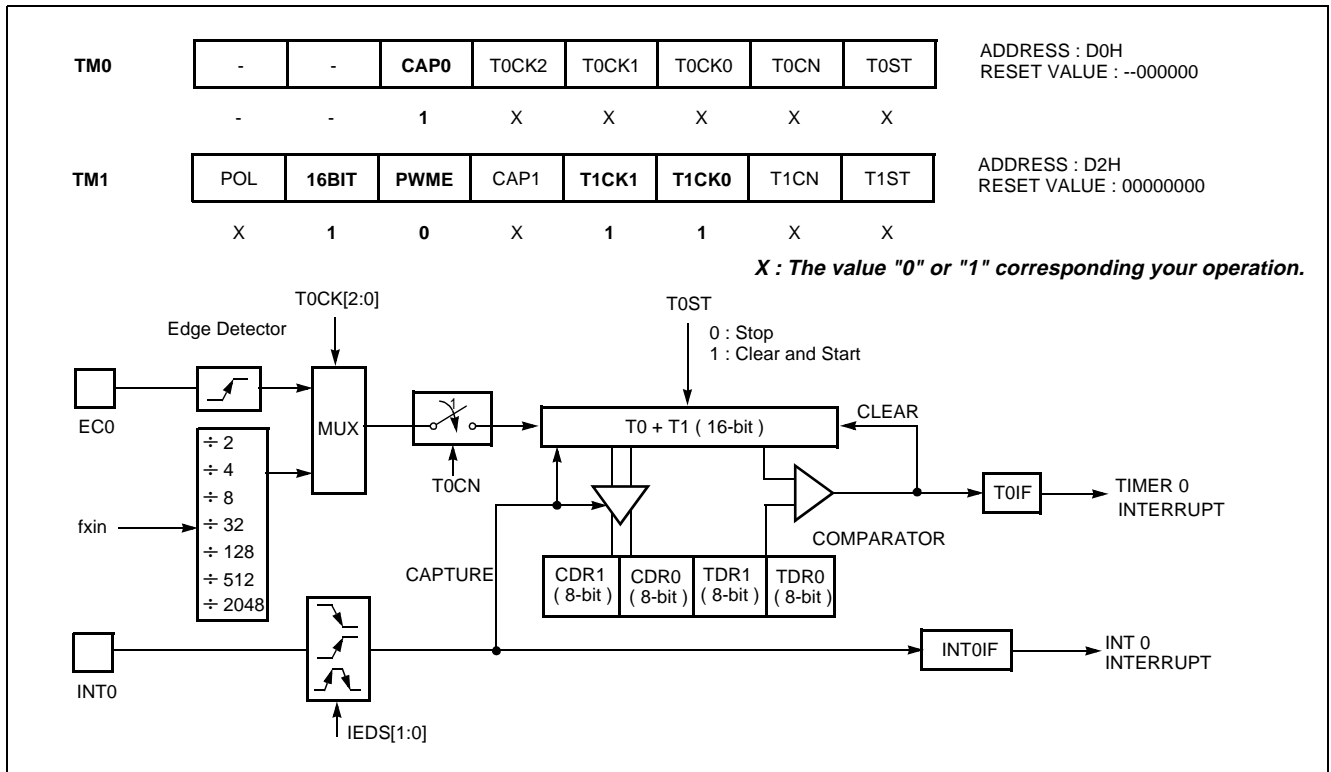 TM0 - - CAP0 T0CK2 T0CK1 T0CK0 T0CN T0ST
ADDRESS : D0H
RESET VALUE : --000000
- - 1 X X X X X
TM1 POL 16BIT PWME CAP1 T1CK1 T1CK0 T1CN T1ST
ADDRESS : D2H
RESET VALUE : 00000000
X 1 0 X 1 1 X X
X : The value "0" or "1" corresponding your operation.
T0CK[2:0]
T0ST
Edge Detector
0 : Stop
1 : Clear and Start
EC0
MUX
1
T0CN
T0 + T1 ( 16-bit )
CLEAR
fxin
÷ 2
÷ 4
÷ 8
÷ 32
÷ 128
÷ 512
÷ 2048
T0IF
TIMER 0
INTERRUPT
COMPARATOR
CAPTURE
CDR1
( 8-bit )
CDR0
( 8-bit )
TDR1
( 8-bit )
TDR0
( 8-bit )
INT0
INT0IF
INT 0
INTERRUPT
IEDS[1:0]